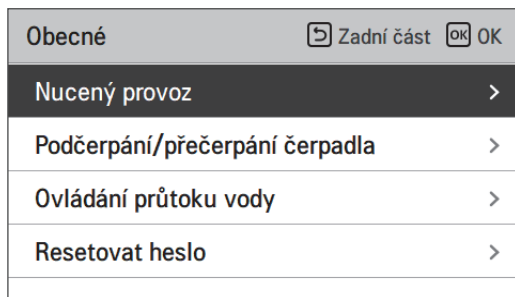 Obecné Zadní část OK OK
Nucený provoz >
Podčerpání/přečerpání čerpadla >
Ovládání průtoku vody >
Resetovat heslo >